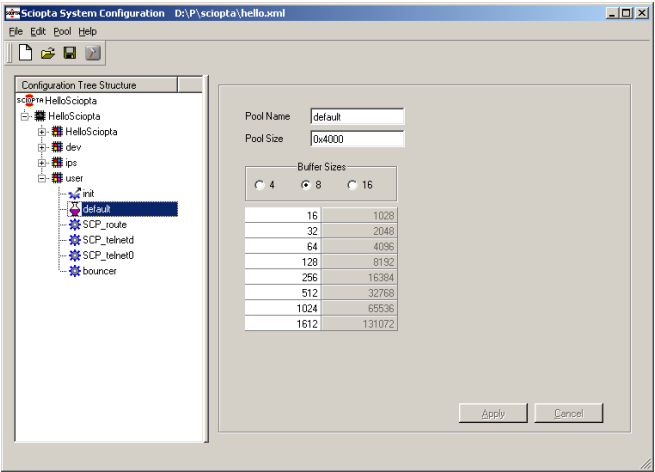 Sciopta System Configuration D:\P\sciopta\hello.xml
File Edit Pool Help
Configuration Tree Structure
SCIOPTA HelloSciopta
HelloSciopta
HelloSciopta
dev
ips
user
init
default
SCP_route
SCP_telnetd
SCP_telnet0
bouncer
Pool Name default
Pool Size 0x4000
Buffer Sizes
4 8 16
16 1028
32 2048
64 4096
128 8192
256 16384
512 32768
1024 65536
1612 131072
Apply Cancel